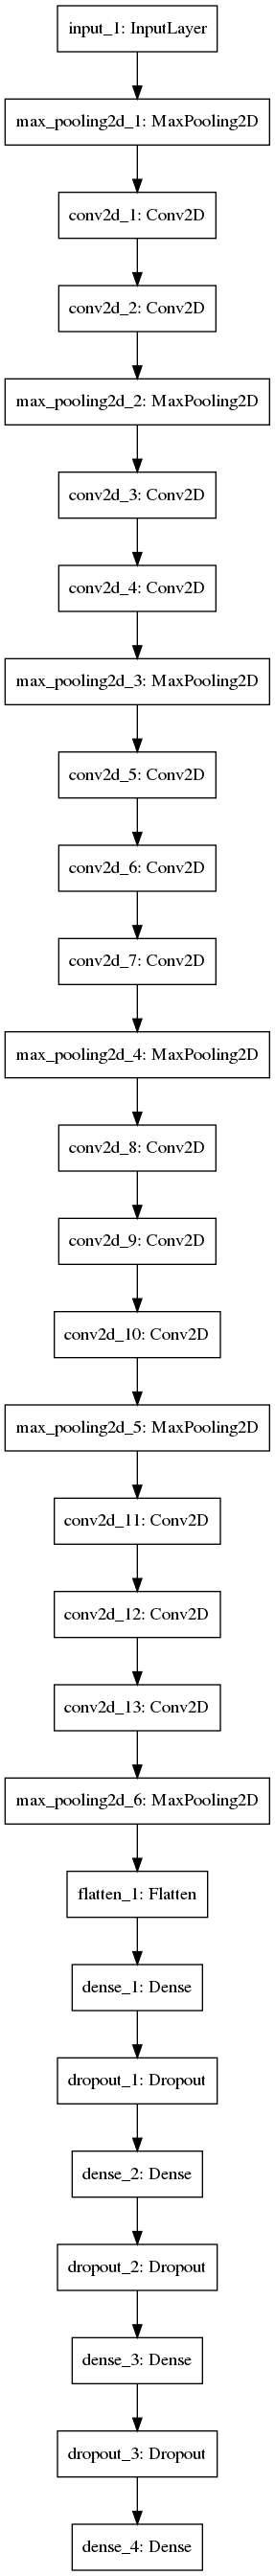 input_1: InputLayer
max_pooling2d_1: MaxPooling2D
conv2d_1: Conv2D
conv2d_2: Conv2D
max_pooling2d_2: MaxPooling2D
conv2d_3: Conv2D
conv2d_4: Conv2D
max_pooling2d_3: MaxPooling2D
conv2d_5: Conv2D
conv2d_6: Conv2D
conv2d_7: Conv2D
max_pooling2d_4: MaxPooling2D
conv2d_8: Conv2D
conv2d_9: Conv2D
conv2d_10: Conv2D
max_pooling2d_5: MaxPooling2D
conv2d_11: Conv2D
conv2d_12: Conv2D
conv2d_13: Conv2D
max_pooling2d_6: MaxPooling2D
flatten_1: Flatten
dense_1: Dense
dropout_1: Dropout
dense_2: Dense
dropout_2: Dropout
dense_3: Dense
dropout_3: Dropout
dense_4: Dense